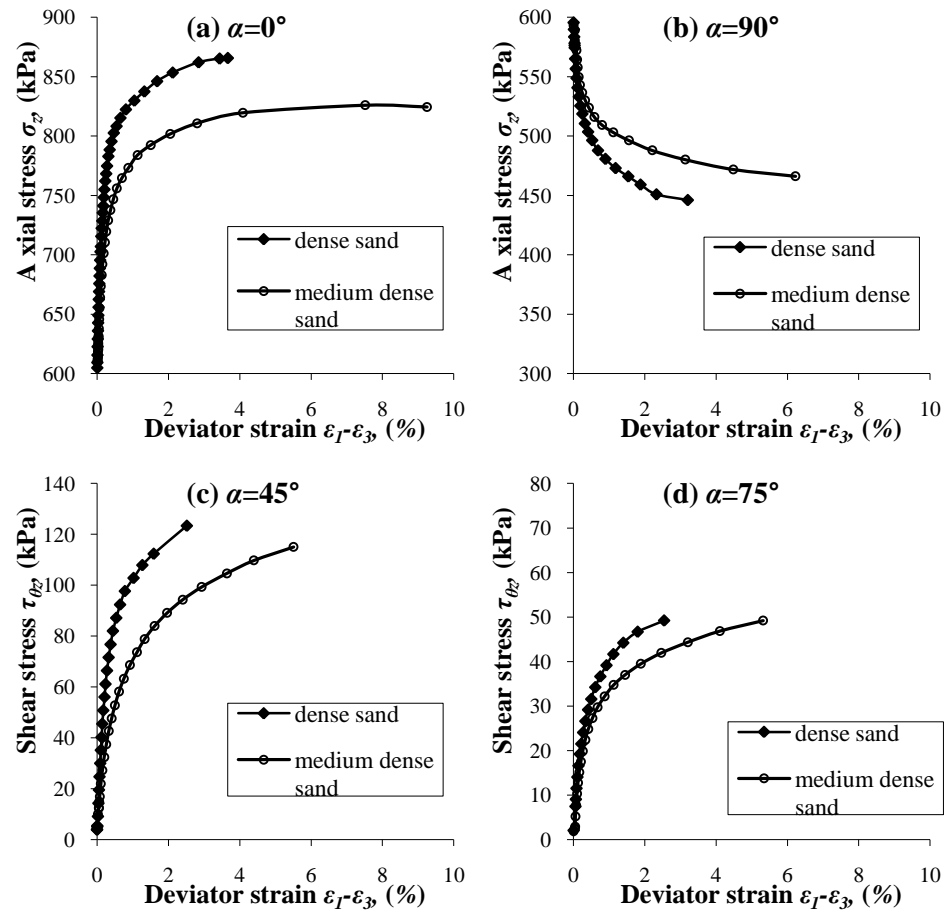 (a) α=0°
A xial stress σz, (kPa)
900
850
800
750
700
650
600
0 2 4 6 8 10
Deviator strain ε1-ε3, (%)
dense sand
medium dense
sand
(b) α=90°
A xial stress σz, (kPa)
600
550
500
450
400
350
300
0 2 4 6 8 10
Deviator strain ε1-ε3, (%)
dense sand
medium dense
sand
(c) α=45°
Shear stress τθz, (kPa)
140
120
100
80
60
40
20
0
0 2 4 6 8 10
Deviator strain ε1-ε3, (%)
dense sand
medium dense
sand
(d) α=75°
Shear stress τθz, (kPa)
80
70
60
50
40
30
20
10
0
0 2 4 6 8 10
Deviator strain ε1-ε3, (%)
dense sand
medium dense
sand